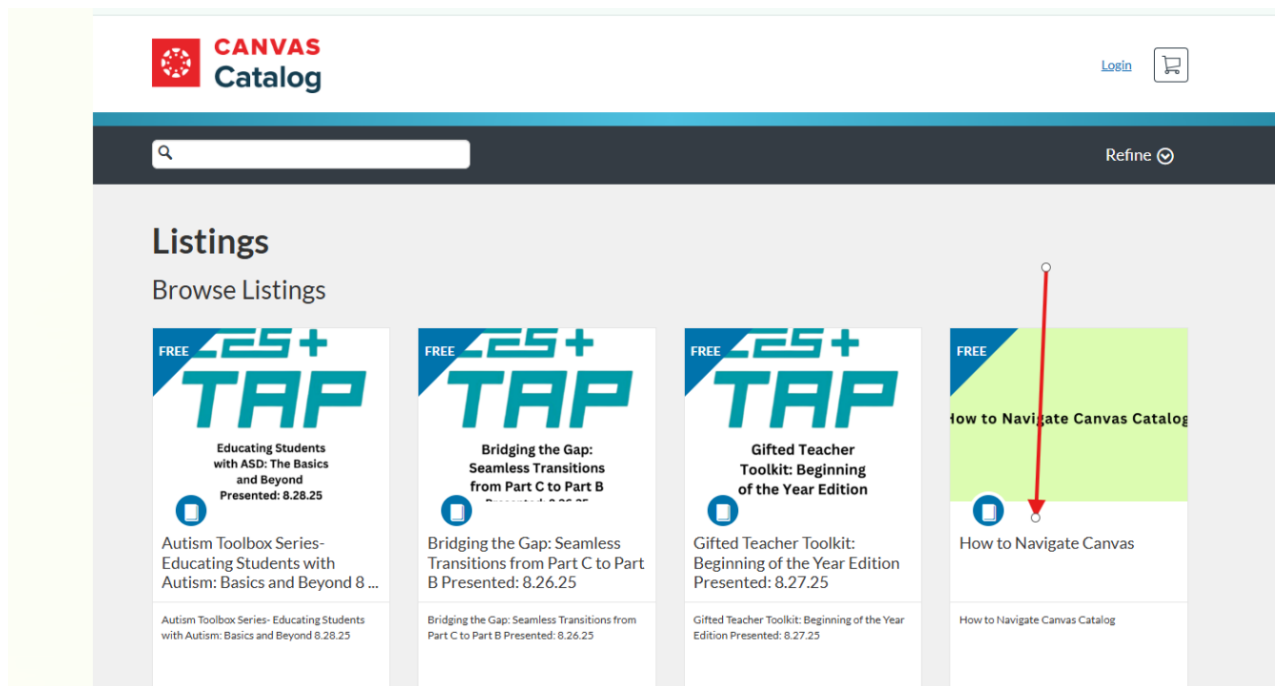 CANVAS
Catalog
Login
Refine
Listings
Browse Listings
FREE
TAP
Educating Students
with ASD: The Basics
and Beyond
Presented: 8.28.25
Autism Toolbox Series-
Educating Students with
Autism: Basics and Beyond 8 ...
Autism Toolbox Series- Educating Students
with Autism: Basics and Beyond 8.28.25
FREE
TAP
Bridging the Gap:
Seamless Transitions
from Part C to Part B
Bridging the Gap: Seamless
Transitions from Part C to Part
B Presented: 8.26.25
Bridging the Gap: Seamless Transitions from
Part C to Part B Presented: 8.26.25
FREE
TAP
Gifted Teacher
Toolkit: Beginning
of the Year Edition
Gifted Teacher Toolkit:
Beginning of the Year Edition
Presented: 8.27.25
Gifted Teacher Toolkit: Beginning of the Year
Edition Presented: 8.27.25
FREE
How to Navigate Canvas Catalog
How to Navigate Canvas
How to Navigate Canvas Catalog